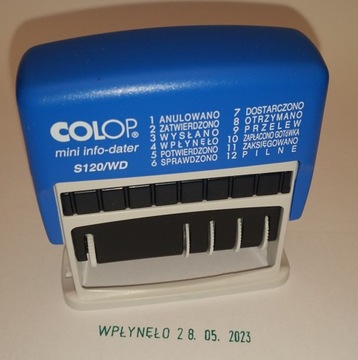 COLOP
mini info-dater
S120/WD
1 ANULOWANO
2 ZATWIERDZONO
3 WYSŁANO
4 WPŁYNĘŁO
5 POTWIERDZONO
6 SPRAWDZONO
7 DOSTARCZONO
8 OTRZYMANO
9 PRZELEW
10 ZAPŁACONO GOTÓWKĄ
11 ZAKSIĘGOWANO
12 PILNE
WPŁYNĘŁO 28. 05. 2023